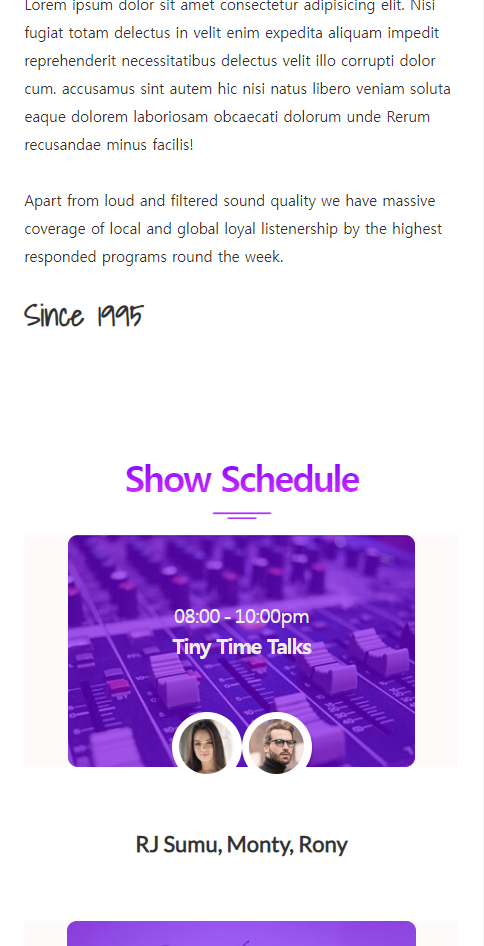 Lorem ipsum dolor sit amet consectetur adipisicing elit. Nisi
fugiat totam delectus in velit enim expedita aliquam impedit
reprehenderit necessitatibus delectus velit illo corrupti dolor
cum. accusamus sint autem hic nisi natus libero veniam soluta
eaque dolorem laboriosam obcaecati dolorum unde Rerum
recusandae minus facilis!
Apart from loud and filtered sound quality we have massive
coverage of local and global loyal listenership by the highest
responded programs round the week.
Since 1995
Show Schedule
08:00 - 10:00pm
Tiny Time Talks
RJ Sumu, Monty, Rony